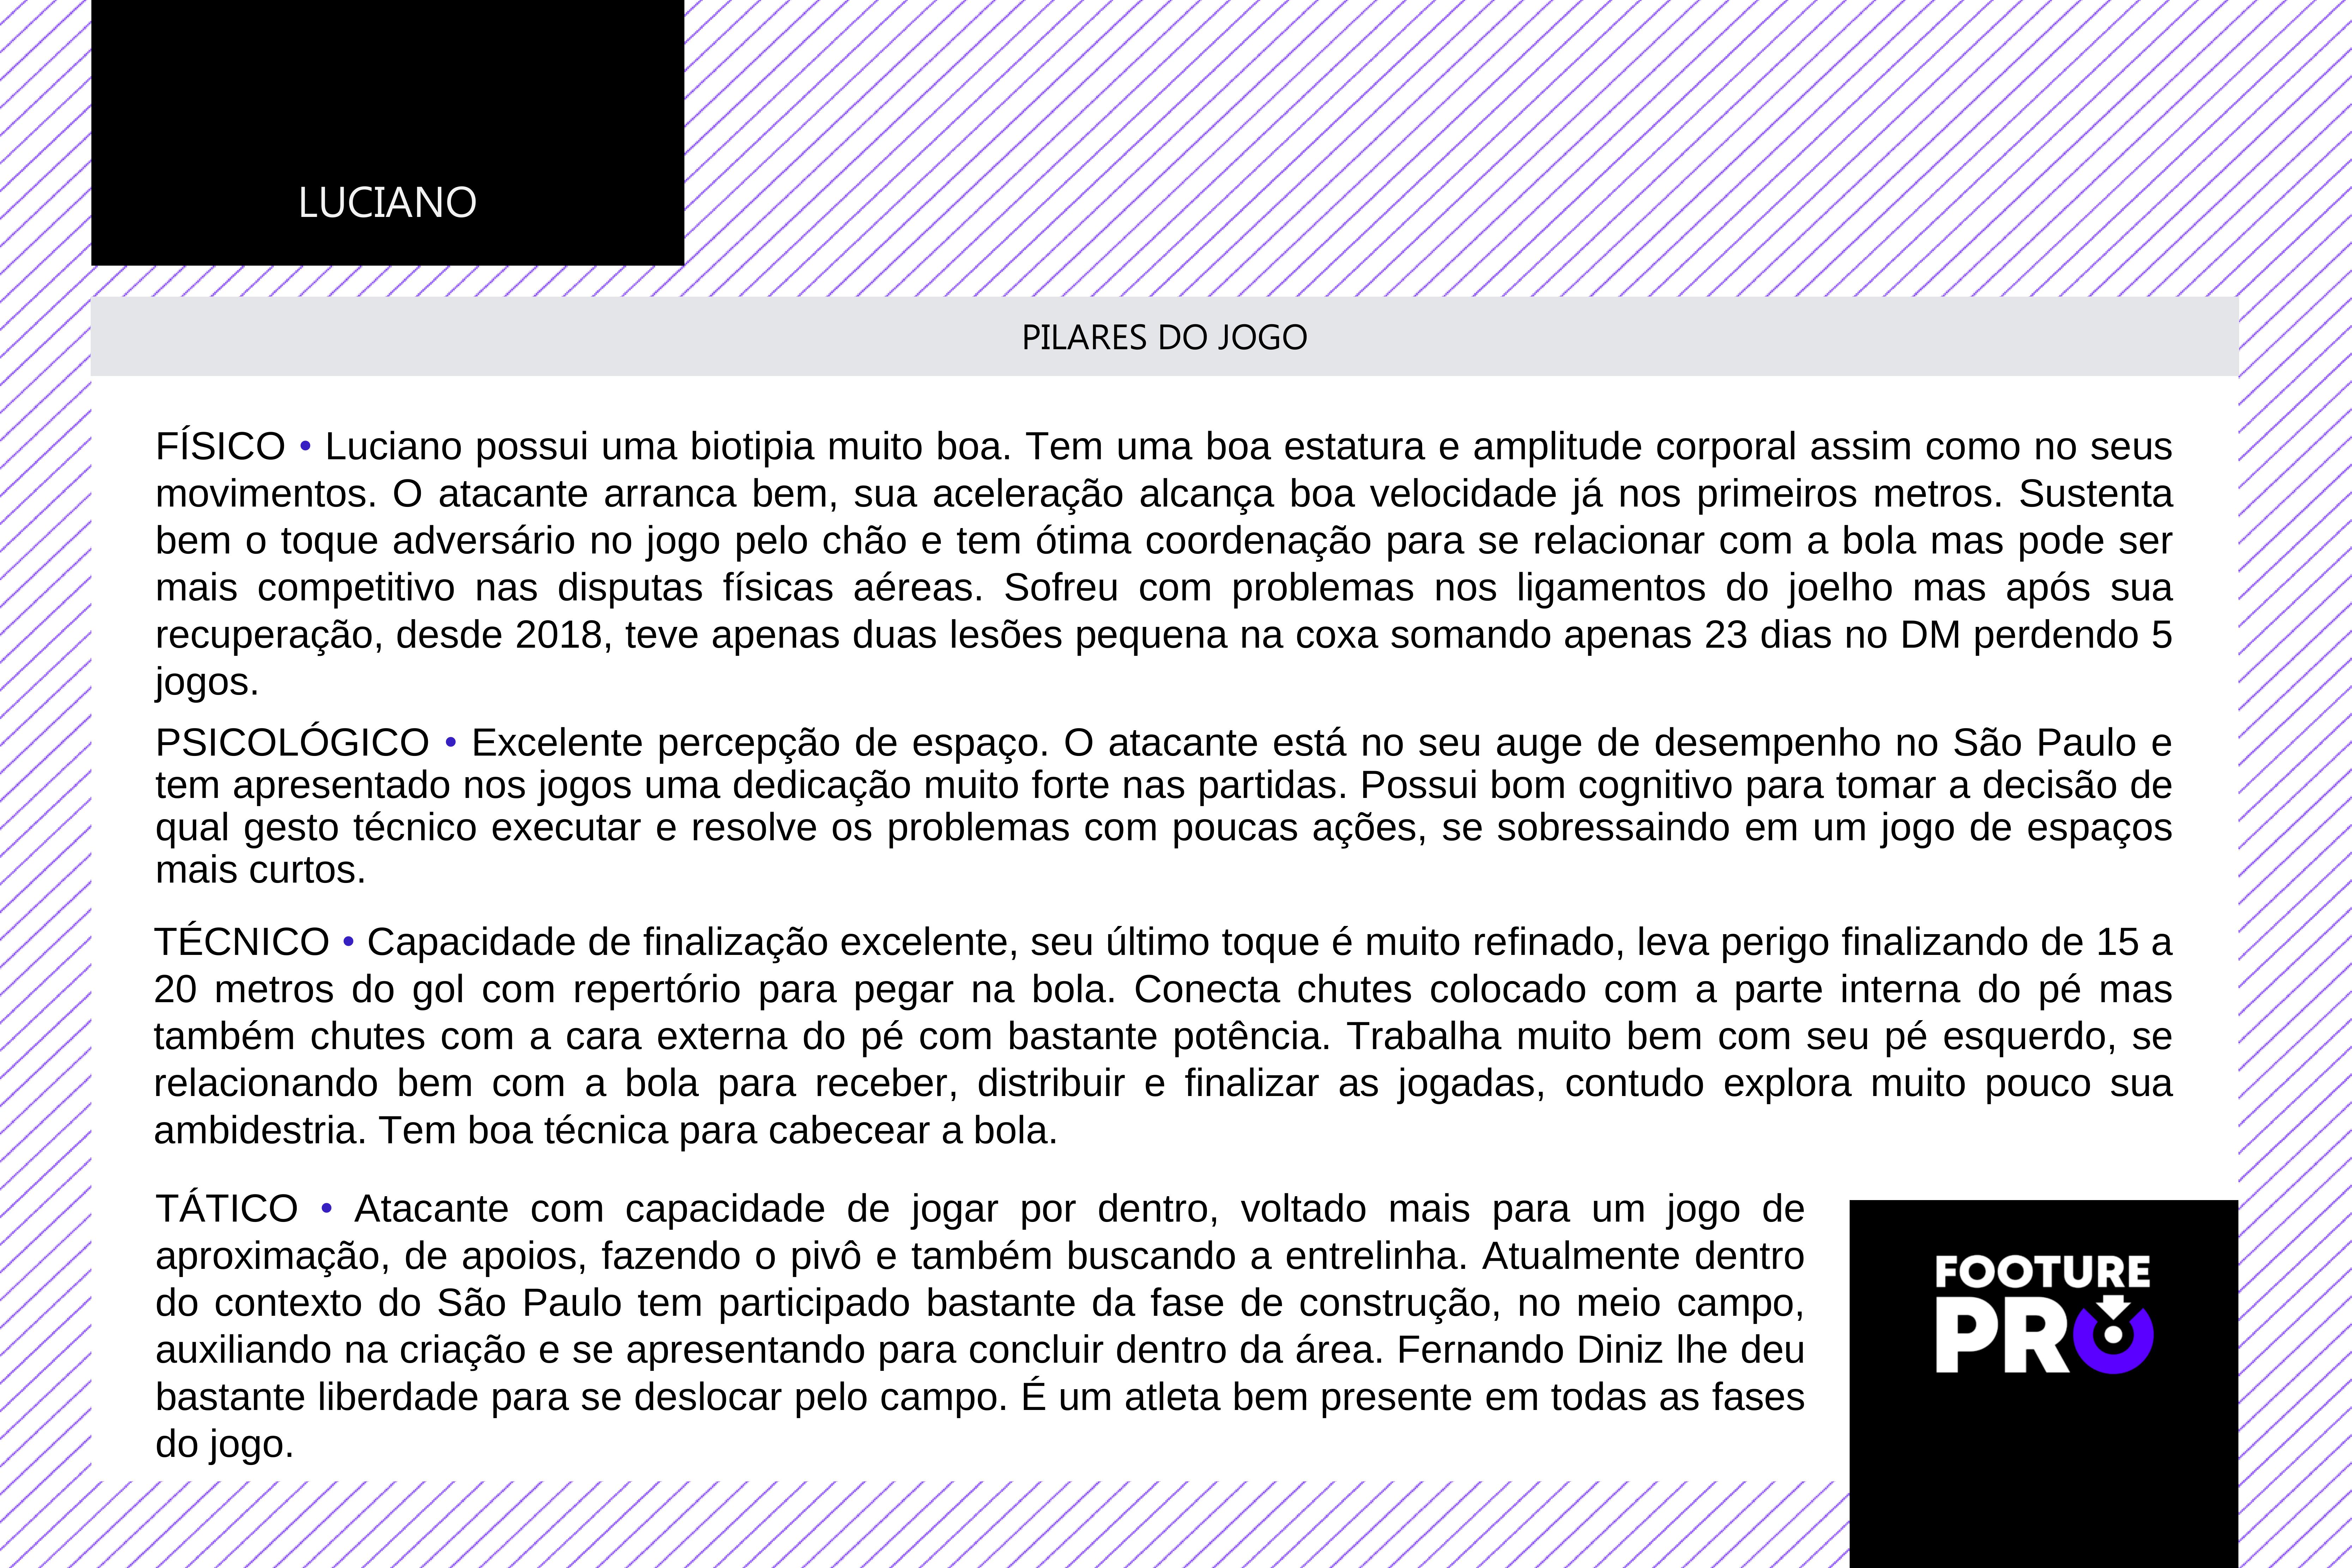 LUCIANO
PILARES DO JOGO
FÍSICO • Luciano possui uma biotipia muito boa. Tem uma boa estatura e amplitude corporal assim como no seus
movimentos. O atacante arranca bem, sua aceleração alcança boa velocidade já nos primeiros metros. Sustenta
bem o toque adversário no jogo pelo chão e tem ótima coordenação para se relacionar com a bola mas pode ser
mais competitivo nas disputas físicas aéreas. Sofreu com problemas nos ligamentos do joelho mas após sua
recuperação, desde 2018, teve apenas duas lesões pequena na coxa somando apenas 23 dias no DM perdendo 5
jogos.
PSICOLÓGICO • Excelente percepção de espaço. O atacante está no seu auge de desempenho no São Paulo e
tem apresentado nos jogos uma dedicação muito forte nas partidas. Possui bom cognitivo para tomar a decisão de
qual gesto técnico executar e resolve os problemas com poucas ações, se sobressaindo em um jogo de espaços
mais curtos.
TÉCNICO • Capacidade de finalização excelente, seu último toque é muito refinado, leva perigo finalizando de 15 a
20 metros do gol com repertório para pegar na bola. Conecta chutes colocado com a parte interna do pé mas
também chutes com a cara externa do pé com bastante potência. Trabalha muito bem com seu pé esquerdo, se
relacionando bem com a bola para receber, distribuir e finalizar as jogadas, contudo explora muito pouco sua
ambidestria. Tem boa técnica para cabecear a bola.
TÁTICO • Atacante com capacidade de jogar por dentro, voltado mais para um jogo de
aproximação, de apoios, fazendo o pivô e também buscando a entrelinha. Atualmente dentro
do contexto do São Paulo tem participado bastante da fase de construção, no meio campo,
auxiliando na criação e se apresentando para concluir dentro da área. Fernando Diniz lhe deu
bastante liberdade para se deslocar pelo campo. É um atleta bem presente em todas as fases
do jogo.
FOOTURE
PRO